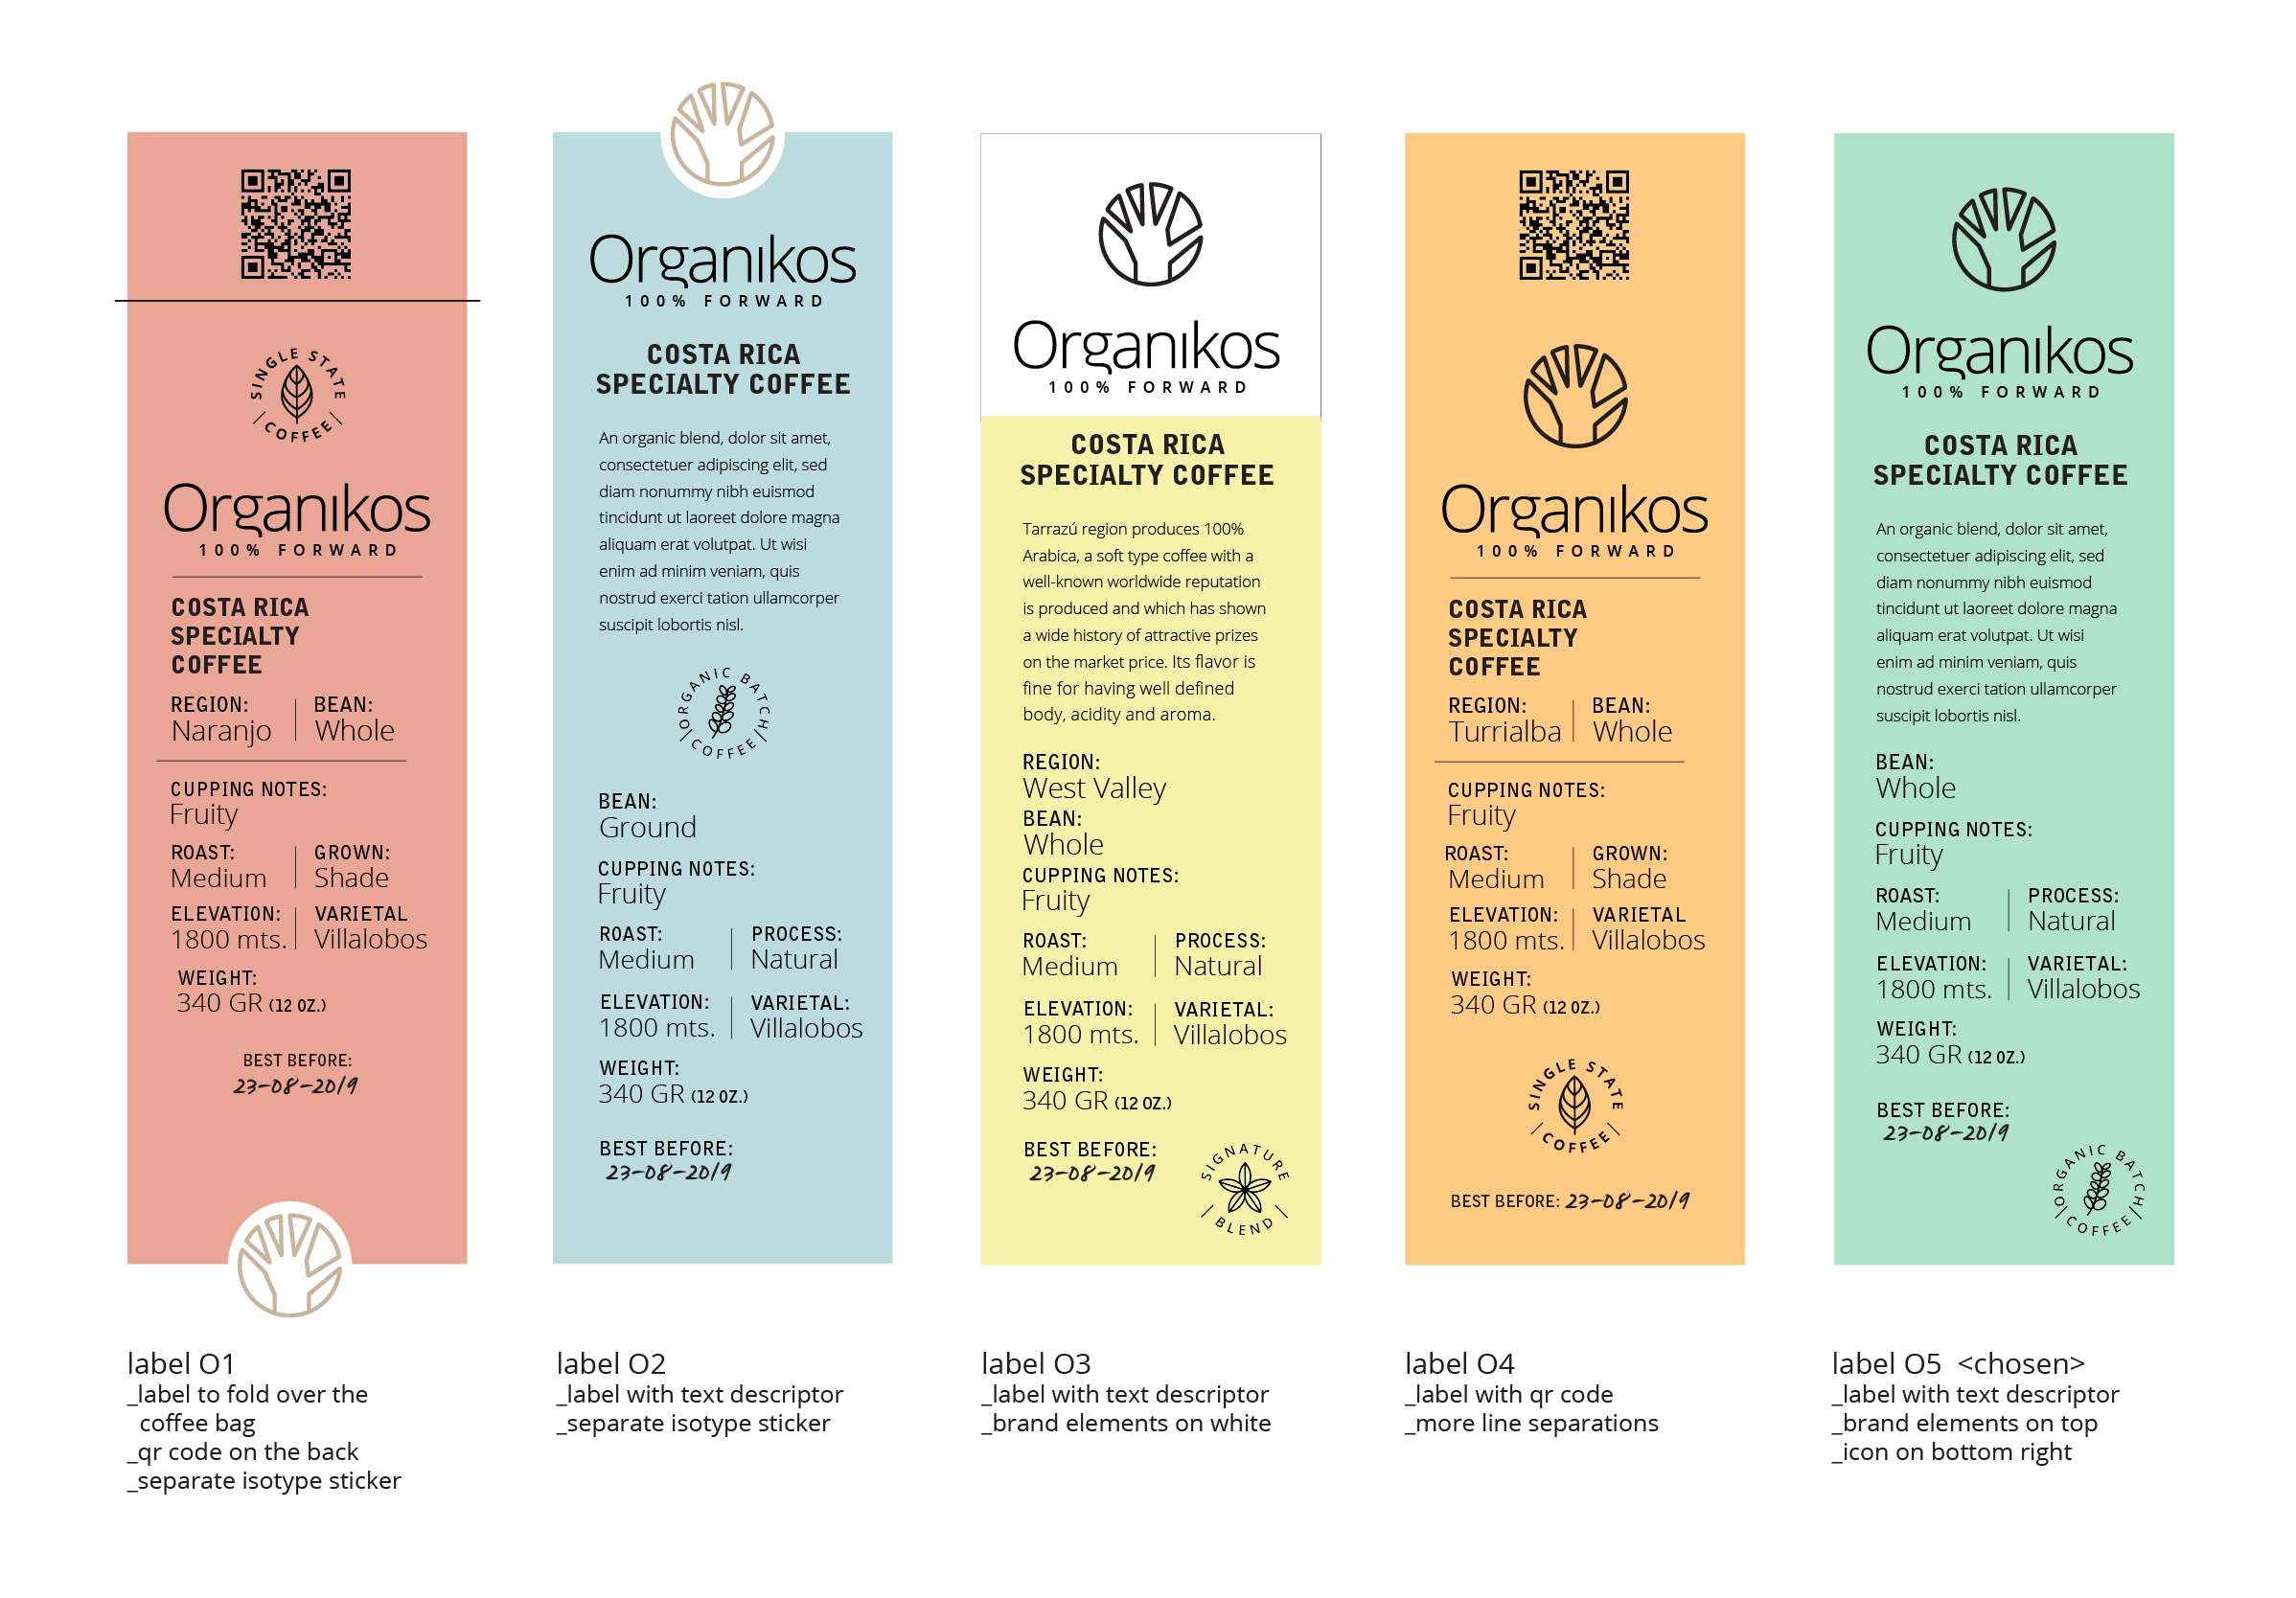 SINGLE STATE
COFFEE
Organikos
100% FORWARD
COSTA RICA
SPECIALTY
COFFEE
REGION:
Naranjo
BEAN:
Whole
CUPPING NOTES:
Fruity
ROAST:
Medium
GROWN:
Shade
ELEVATION:
1800 mts.
VARIETAL
Villalobos
WEIGHT:
340 GR (12 OZ.)
BEST BEFORE:
23-08-2019
label O1
_label to fold over the
coffee bag
_qr code on the back
_separate isotype sticker
Organikos
100% FORWARD
COSTA RICA
SPECIALTY COFFEE
An organic blend, dolor sit amet,
consectetuer adipiscing elit, sed
diam nonummy nibh euismod
tincidunt ut laoreet dolore magna
aliquam erat volutpat. Ut wisi
enim ad minim veniam, quis
nostrud exerci tation ullamcorper
suscipit lobortis nisl.
ORGANIC BATCH
COFFEE
BEAN:
Ground
CUPPING NOTES:
Fruity
ROAST:
Medium
PROCESS:
Natural
ELEVATION:
1800 mts.
VARIETAL:
Villalobos
WEIGHT:
340 GR (12 OZ.)
BEST BEFORE:
23-08-2019
label O2
_label with text descriptor
_separate isotype sticker
Organikos
100% FORWARD
COSTA RICA
SPECIALTY COFFEE
Tarrazú region produces 100%
Arabica, a soft type coffee with a
well-known worldwide reputation
is produced and which has shown
a wide history of attractive prizes
on the market price. Its flavor is
fine for having well defined
body, acidity and aroma.
REGION:
West Valley
BEAN:
Whole
CUPPING NOTES:
Fruity
ROAST:
Medium
PROCESS:
Natural
ELEVATION:
1800 mts.
VARIETAL:
Villalobos
WEIGHT:
340 GR (12 OZ.)
BEST BEFORE:
23-08-2019
SIGNATURE
BLEND
label O3
_label with text descriptor
_brand elements on white
Organikos
100% FORWARD
COSTA RICA
SPECIALTY
COFFEE
REGION:
Turrialba
BEAN:
Whole
CUPPING NOTES:
Fruity
ROAST:
Medium
GROWN:
Shade
ELEVATION:
1800 mts.
VARIETAL
Villalobos
WEIGHT:
340 GR (12 OZ.)
SINGLE STATE
COFFEE
BEST BEFORE: 23-08-2019
label O4
_label with qr code
_more line separations
Organikos
100% FORWARD
COSTA RICA
SPECIALTY COFFEE
An organic blend, dolor sit amet,
consectetuer adipiscing elit, sed
diam nonummy nibh euismod
tincidunt ut laoreet dolore magna
aliquam erat volutpat. Ut wisi
enim ad minim veniam, quis
nostrud exerci tation ullamcorper
suscipit lobortis nisl.
BEAN:
Whole
CUPPING NOTES:
Fruity
ROAST:
Medium
PROCESS:
Natural
ELEVATION:
1800 mts.
VARIETAL:
Villalobos
WEIGHT:
340 GR (12 OZ.)
BEST BEFORE:
23-08-2019
ORGANIC BATCH
COFFEE
label O5 <chosen>
_label with text descriptor
_brand elements on top
_icon on bottom right